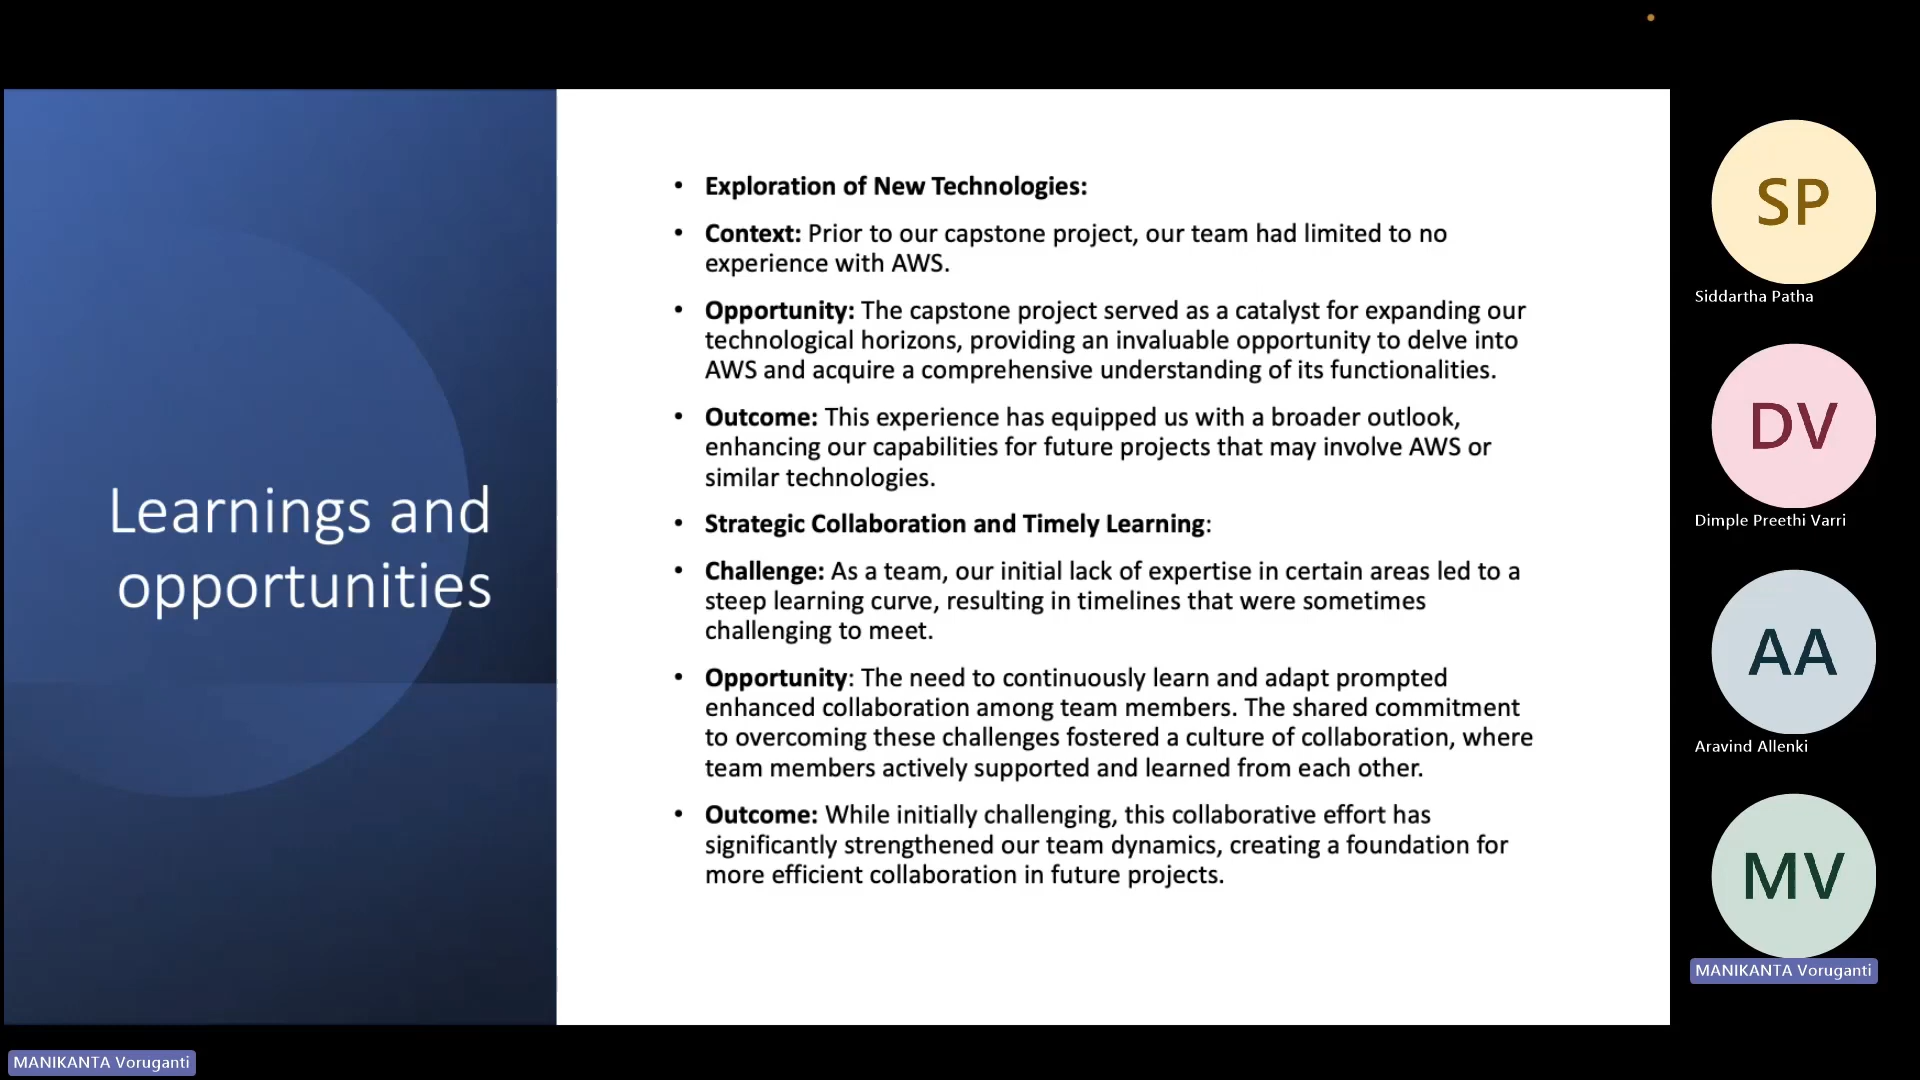 Learnings and
opportunities
• Exploration of New Technologies:
• Context: Prior to our capstone project, our team had limited to no
experience with AWS.
• Opportunity: The capstone project served as a catalyst for expanding our
technological horizons, providing an invaluable opportunity to delve into
AWS and acquire a comprehensive understanding of its functionalities.
• Outcome: This experience has equipped us with a broader outlook,
enhancing our capabilities for future projects that may involve AWS or
similar technologies.
• Strategic Collaboration and Timely Learning:
• Challenge: As a team, our initial lack of expertise in certain areas led to a
steep learning curve, resulting in timelines that were sometimes
challenging to meet.
• Opportunity: The need to continuously learn and adapt prompted
enhanced collaboration among team members. The shared commitment
to overcoming these challenges fostered a culture of collaboration, where
team members actively supported and learned from each other.
• Outcome: While initially challenging, this collaborative effort has
significantly strengthened our team dynamics, creating a foundation for
more efficient collaboration in future projects.
SP
Siddartha Patha
DV
Dimple Preethi Varri
AA
Aravind Allenki
MV
MANIKANTA Voruganti
MANIKANTA Voruganti